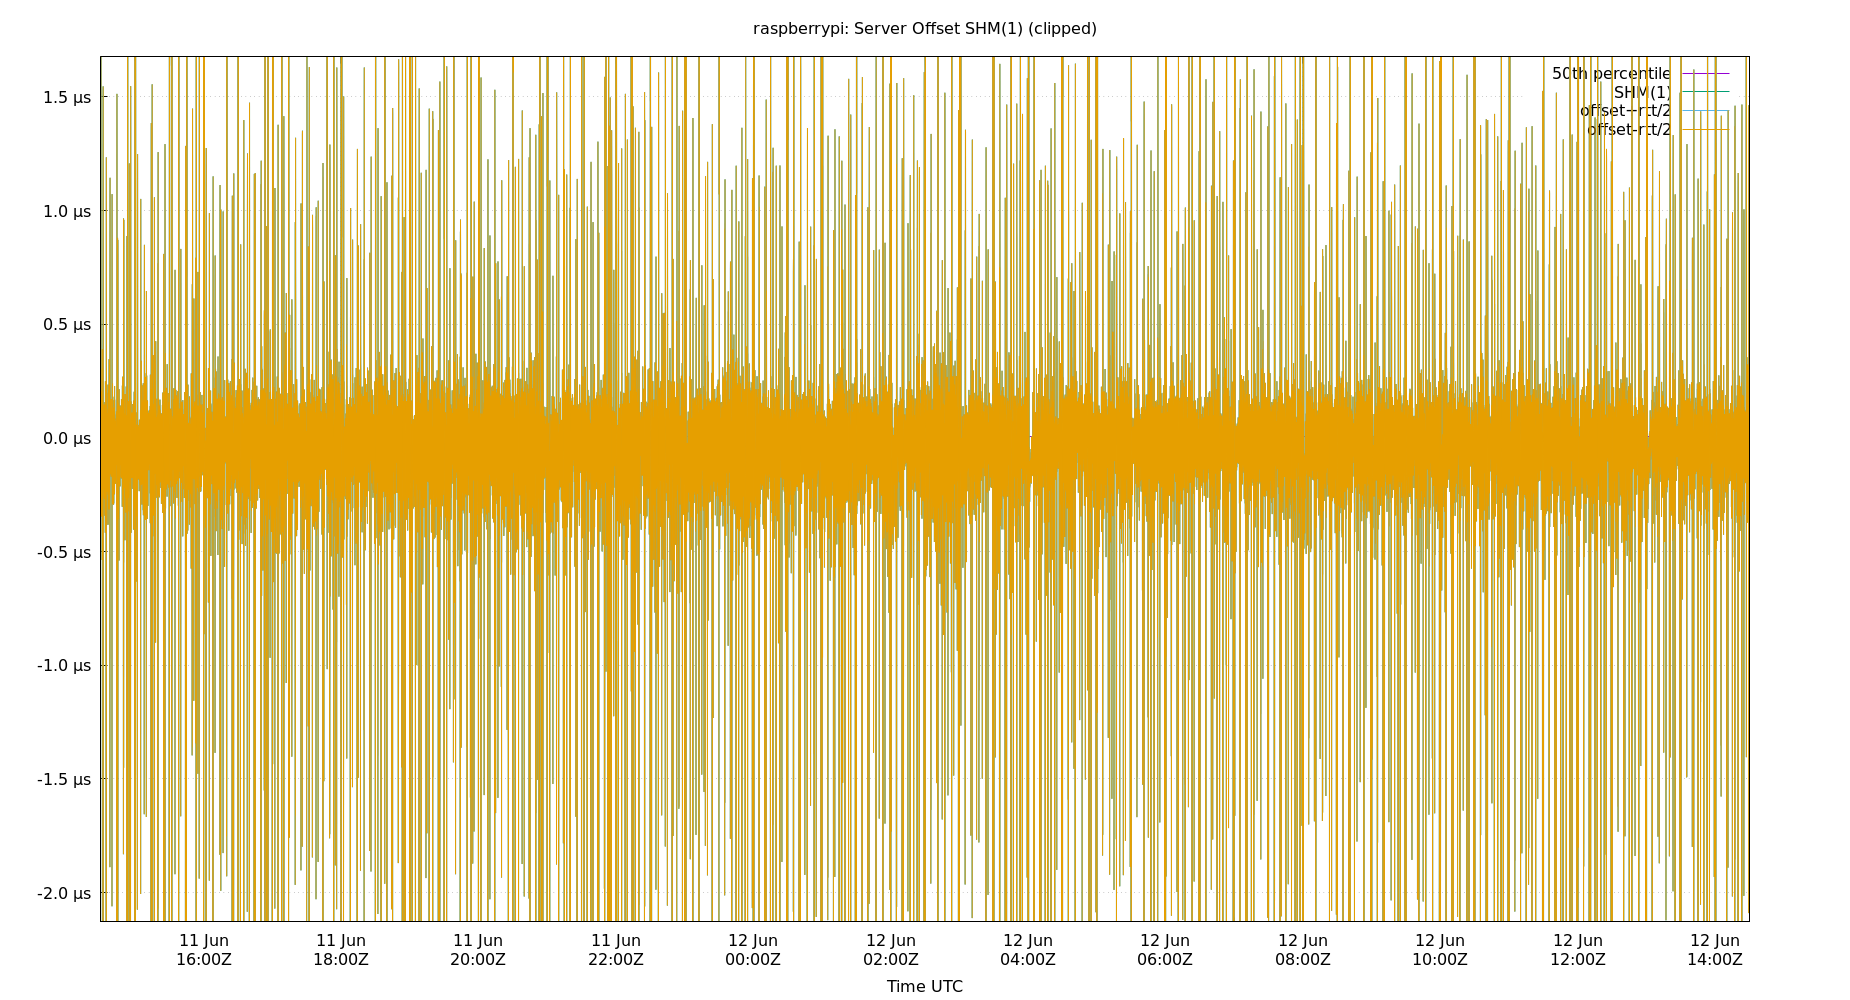 raspberrypi: Server Offset SHM(1) (clipped)
50th percentile
SHM(1)
offset+rtt/2
offset-rtt/2
1.5 µs
1.0 µs
0.5 µs
0.0 µs
-0.5 µs
-1.0 µs
-1.5 µs
-2.0 µs
11 Jun 11 Jun 11 Jun 11 Jun 12 Jun 12 Jun 12 Jun 12 Jun 12 Jun 12 Jun 12 Jun 12 Jun
16:00Z 18:00Z 20:00Z 22:00Z 00:00Z 02:00Z 04:00Z 06:00Z 08:00Z 10:00Z 12:00Z 14:00Z
Time UTC